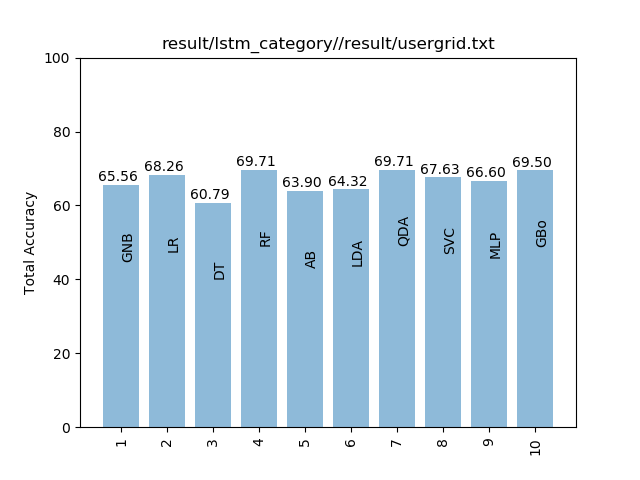 result/lstm_category//result/usergrid.txt
Total Accuracy
100
80
60
40
20
0
65.56
68.26
60.79
69.71
63.90
64.32
69.71
67.63
66.60
69.50
GNB
LR
DT
RF
AB
LDA
QDA
SVC
MLP
GBo
1
2
3
4
5
6
7
8
9
10